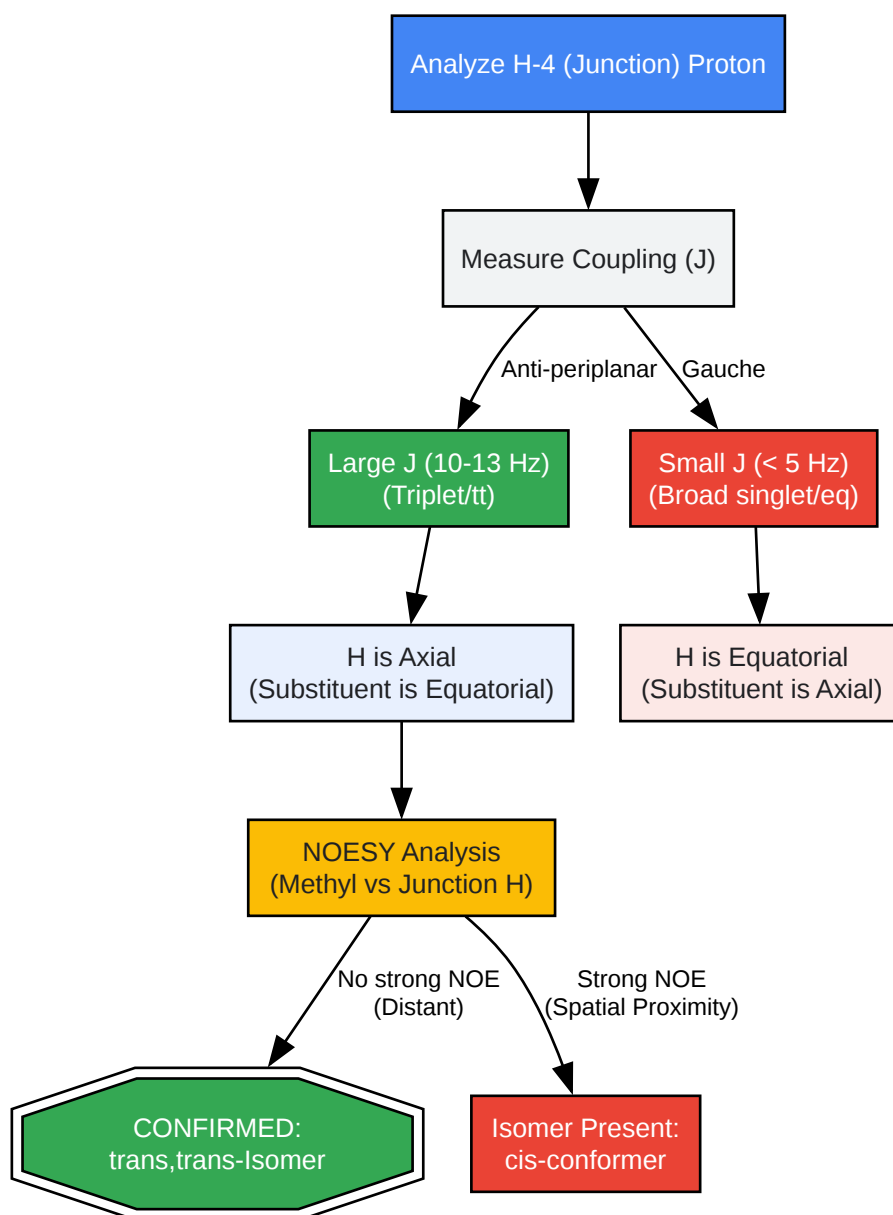 Analyze H-4 (Junction) Proton
Measure Coupling (J)
Anti-periplanar
Gauche
Large J (10-13 Hz)
(Triplet/tt)
Small J (< 5 Hz)
(Broad singlet/eq)
H is Axial
(Substituent is Equatorial)
H is Equatorial
(Substituent is Axial)
NOESY Analysis
(Methyl vs Junction H)
No strong NOE
(Distant)
Strong NOE
(Spatial Proximity)
CONFIRMED:
trans,trans-Isomer
Isomer Present:
cis-conformer